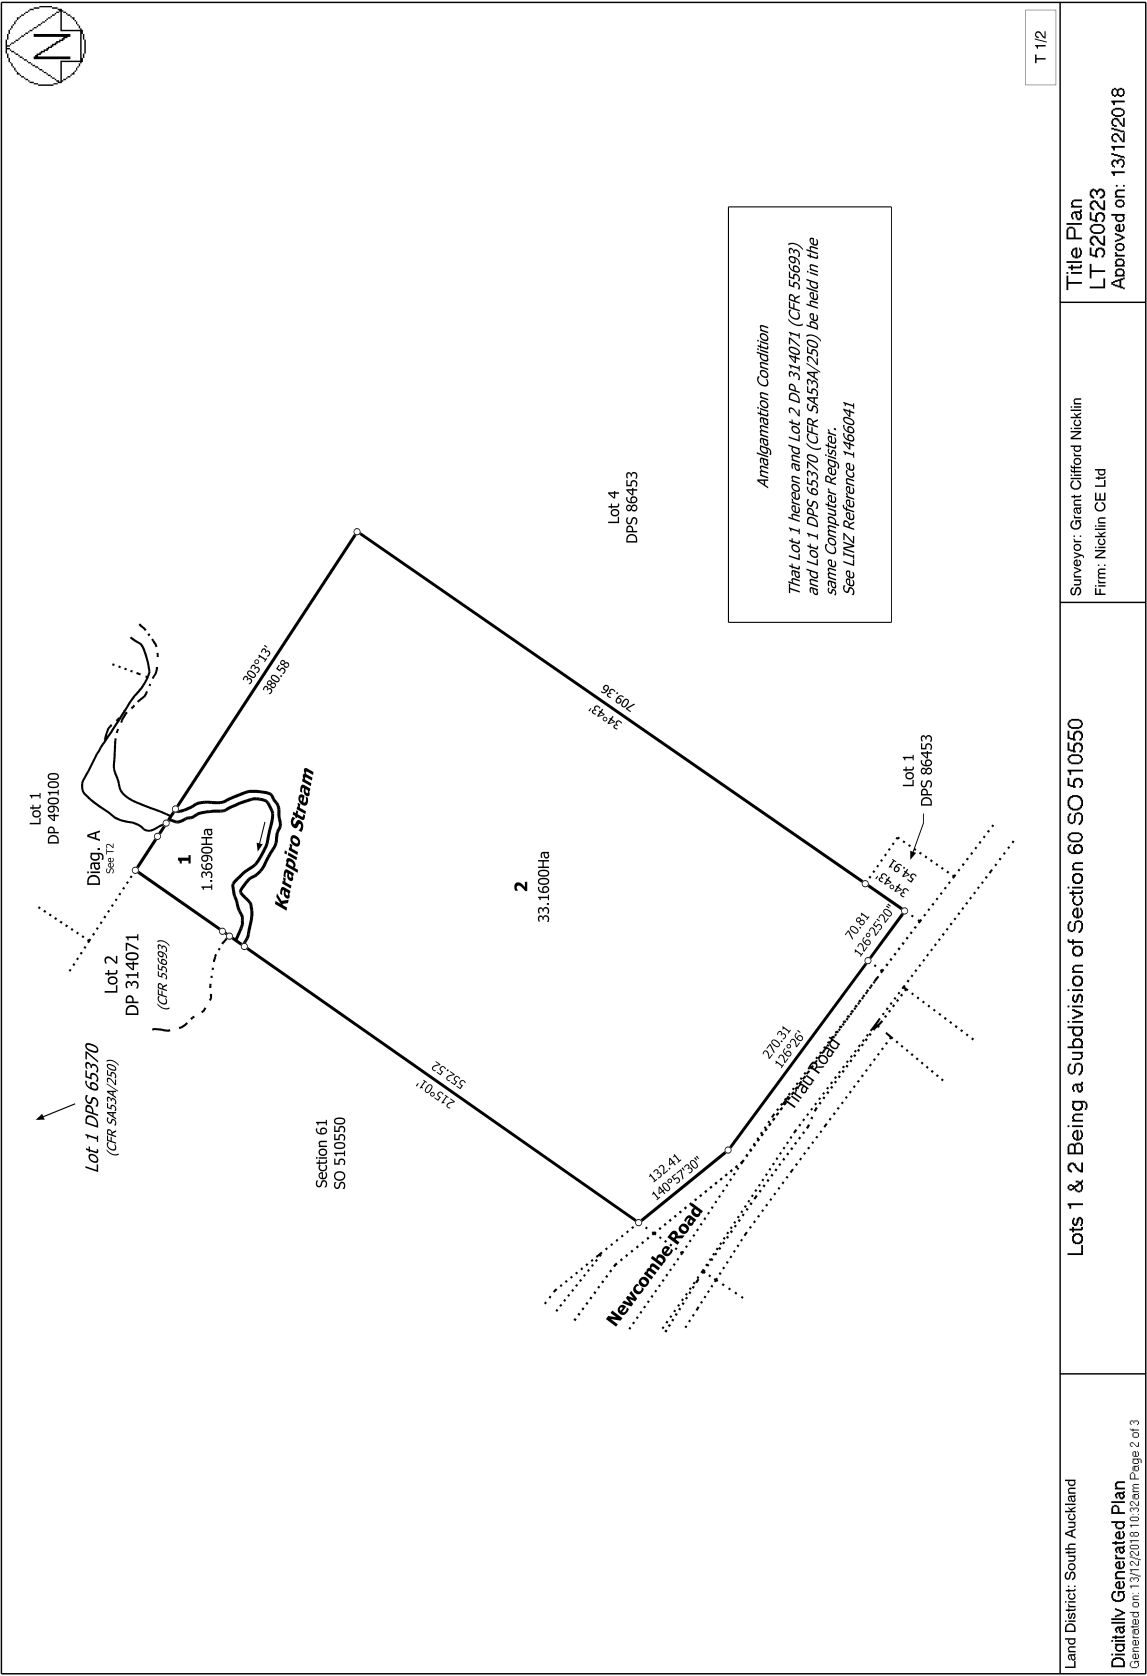 N
T 1/2
Lot 1
DP 490100
Diag. A
See T2
1
1.3690Ha
303°13'
380.58
Karapiro Stream
Lot 2
DP 314071
(CFR 55693)
Lot 1 DPS 65370
(CFR SA53A/250)
Section 61
SO 510550
552.52
215°01'
2
33.1600Ha
709.36
34°43'
Lot 4
DPS 86453
Lot 1
DPS 86453
54.91
34°43'
70.81
126°25'20"
270.31
126°26'
Tirau Road
132.41
140°57'30"
Newcombe Road
Amalgamation Condition
That Lot 1 hereon and Lot 2 DP 314071 (CFR 55693)
and Lot 1 DPS 65370 (CFR SA53A/250) be held in the
same Computer Register.
See LINZ Reference 1466041
Land District: South Auckland
Digitally Generated Plan
Generated on: 13/12/2018 10:32am Page 2 of 3
Lots 1 & 2 Being a Subdivision of Section 60 SO 510550
Surveyor: Grant Clifford Nicklin
Firm: Nicklin CE Ltd
Title Plan
LT 520523
Approved on: 13/12/2018